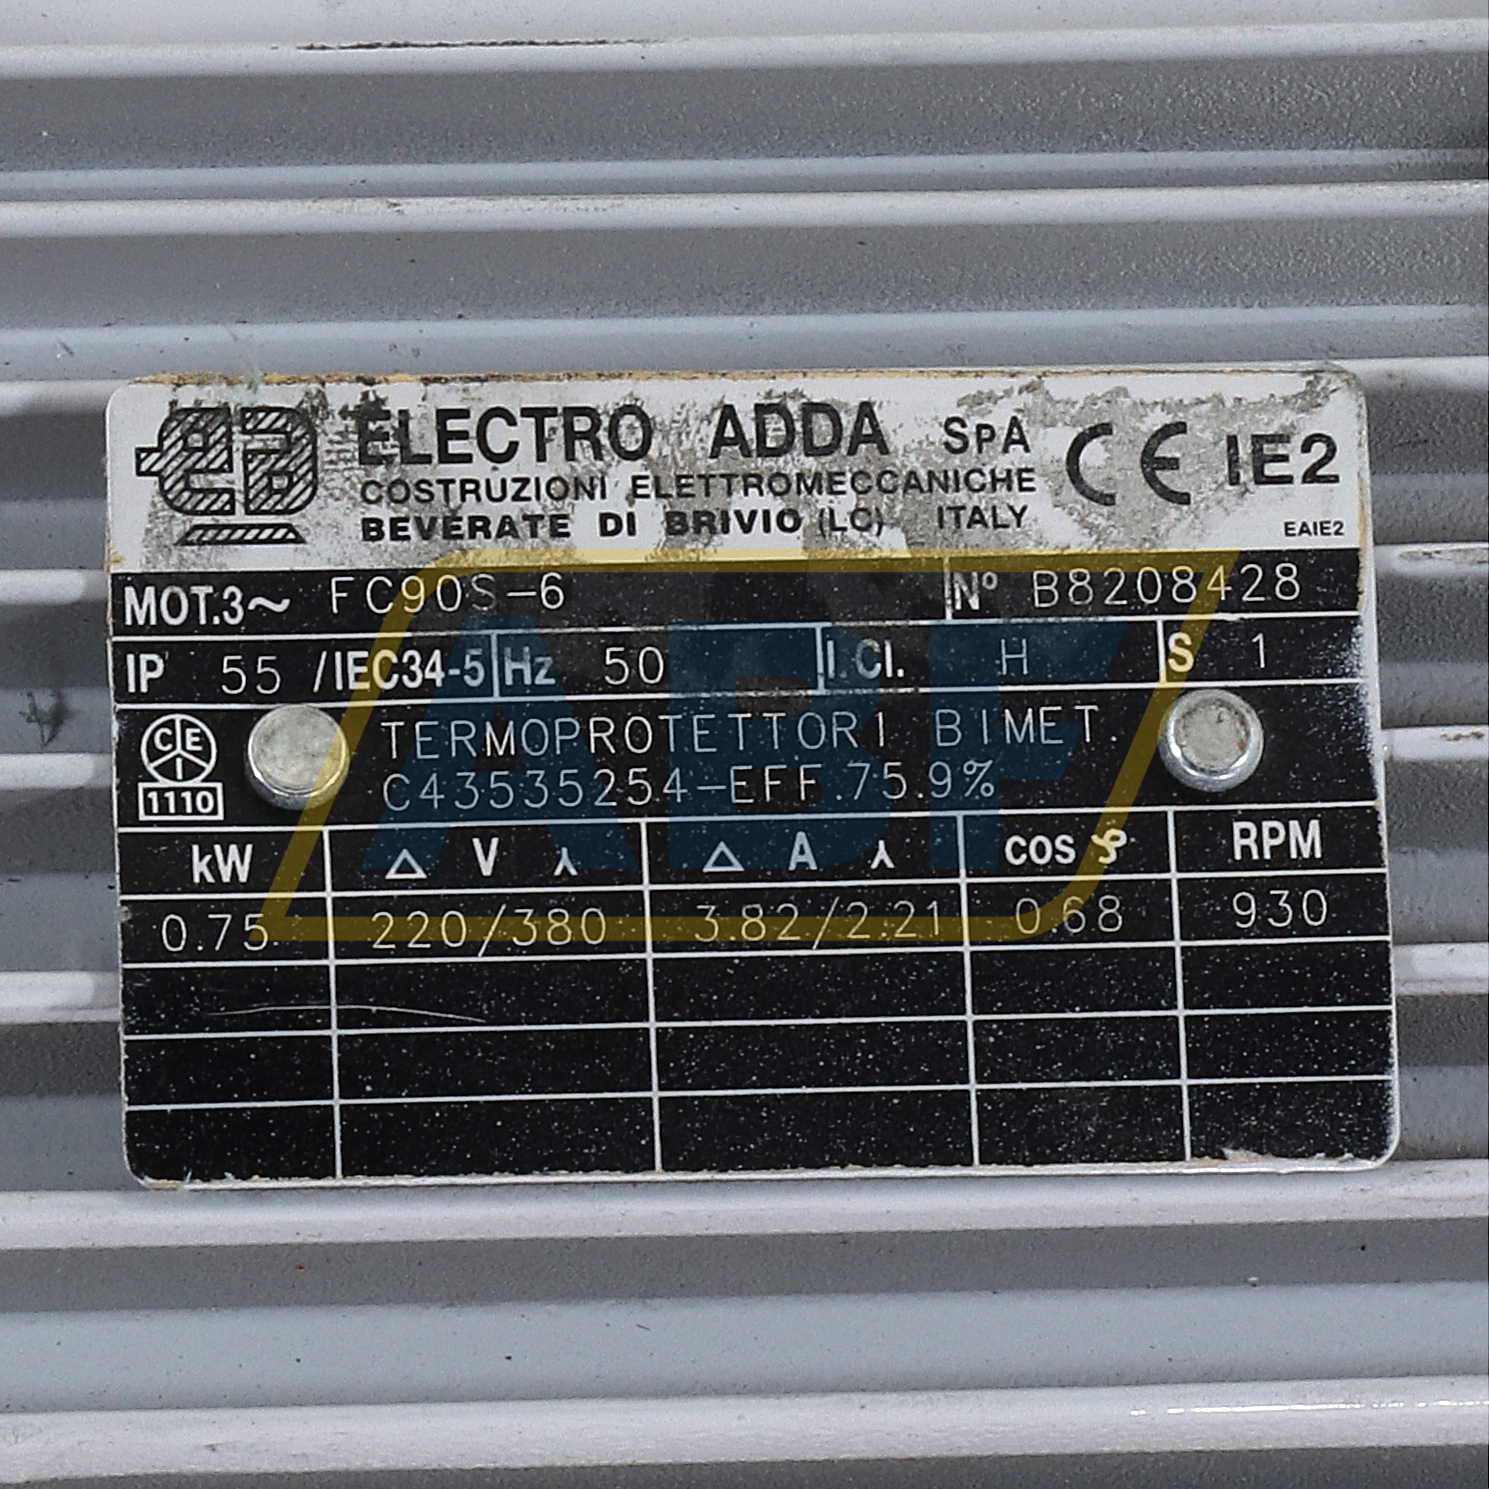 ELECTRO ADDA SPA CE IE2
COSTRUZIONI ELETTROMECCANICHE
BEVERATE DI BRIVIO (LC) ITALY EAIE2
MOT.3~ FC90S-6 Nº B8208428
IP 55 /IEC34-5 Hz 50 I.Cl. H S 1
CEI 1110
TERMOPROTETTORI BIMET.
C43535254-EFF.75.9%
kW △ V ⅄ △ A ⅄ cos φ RPM
0.75 220/380 3.82/2.21 0.68 930
ABF